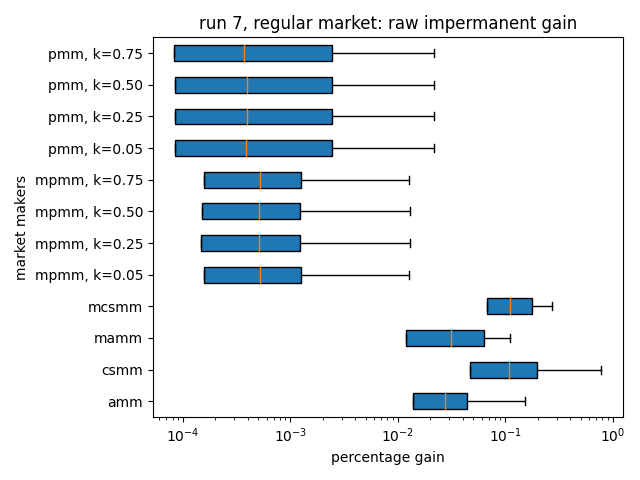 run 7, regular market: raw impermanent gain
market makers
pmm, k=0.75
pmm, k=0.50
pmm, k=0.25
pmm, k=0.05
mpmm, k=0.75
mpmm, k=0.50
mpmm, k=0.25
mpmm, k=0.05
mcsmm
mamm
csmm
amm
10⁻⁴ 10⁻³ 10⁻² 10⁻¹ 10⁰
percentage gain